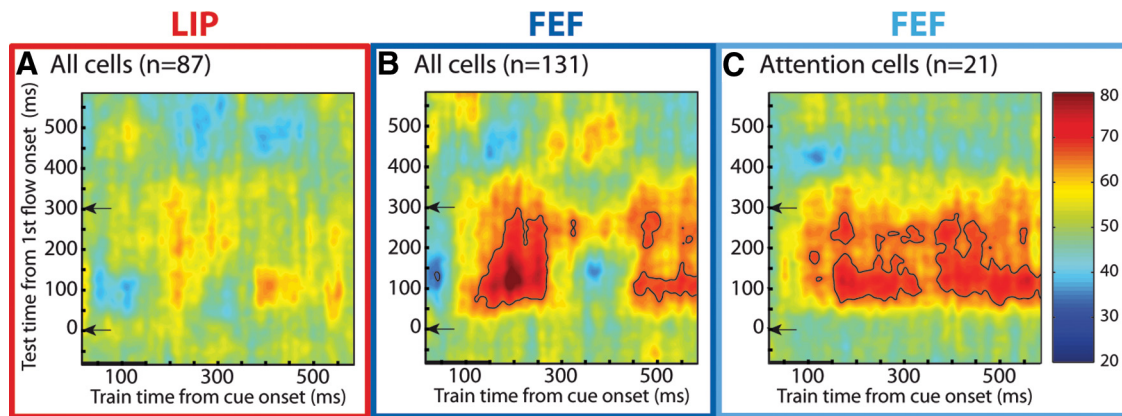 LIP
FEF
FEF
A All cells (n=87)
B All cells (n=131)
C Attention cells (n=21)
Test time from 1st flow onset (ms)
500
400
300
200
100
0
100 300 500
Train time from cue onset (ms)
500
400
300
200
100
0
100 300 500
Train time from cue onset (ms)
500
400
300
200
100
0
100 300 500
Train time from cue onset (ms)
80
70
60
50
40
30
20